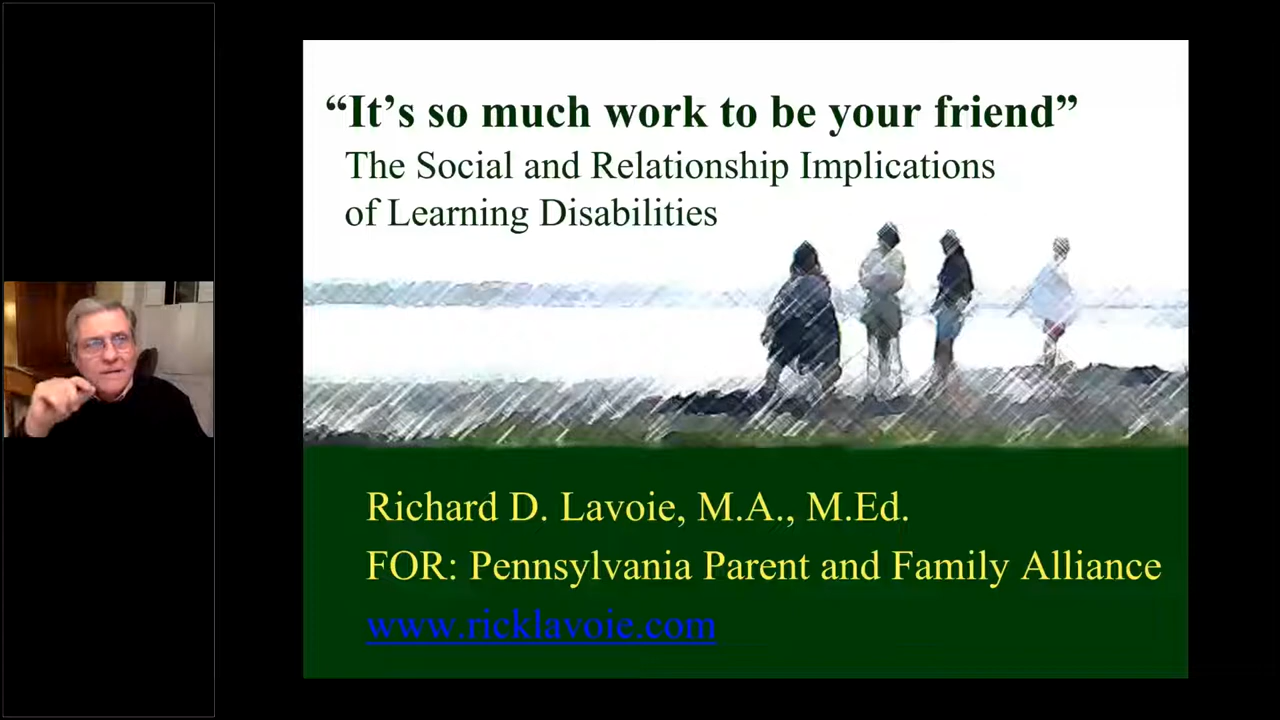 “It’s so much work to be your friend”
The Social and Relationship Implications
of Learning Disabilities
Richard D. Lavoie, M.A., M.Ed.
FOR: Pennsylvania Parent and Family Alliance
www.ricklavoie.com